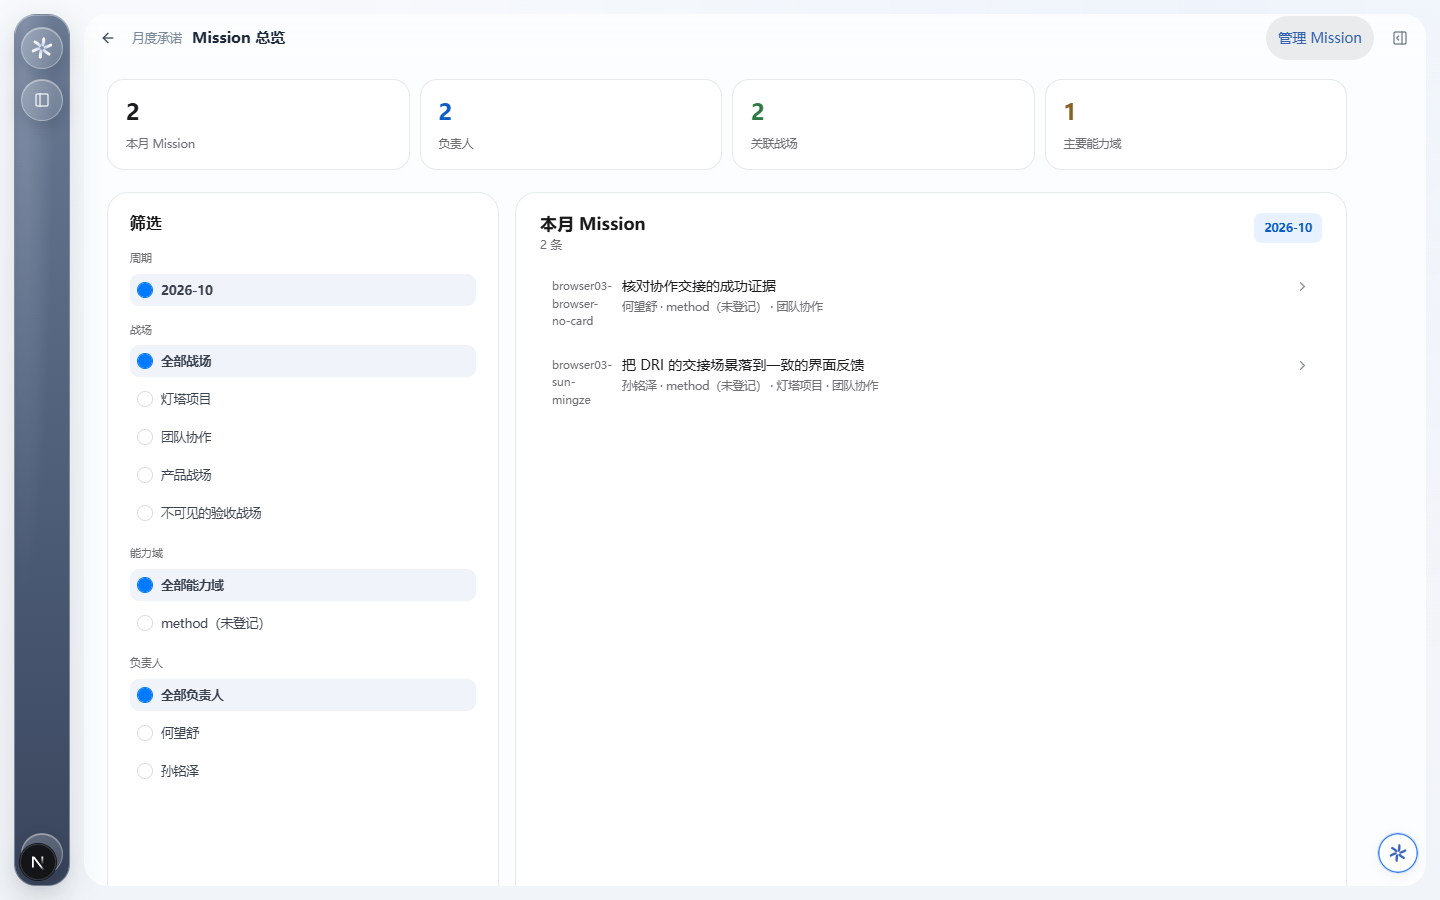 月度承诺 Mission 总览
管理 Mission
2
本月 Mission
2
负责人
2
关联战场
1
主要能力域
筛选
周期
2026-10
战场
全部战场
灯塔项目
团队协作
产品战场
不可见的验收战场
能力域
全部能力域
method（未登记）
负责人
全部负责人
何望舒
孙铭泽
本月 Mission
2 条
2026-10
browser03-
browser-
no-card
核对协作交接的成功证据
何望舒 · method（未登记） · 团队协作
browser03-
sun-
mingze
把 DRI 的交接场景落到一致的界面反馈
孙铭泽 · method（未登记） · 灯塔项目 · 团队协作
N